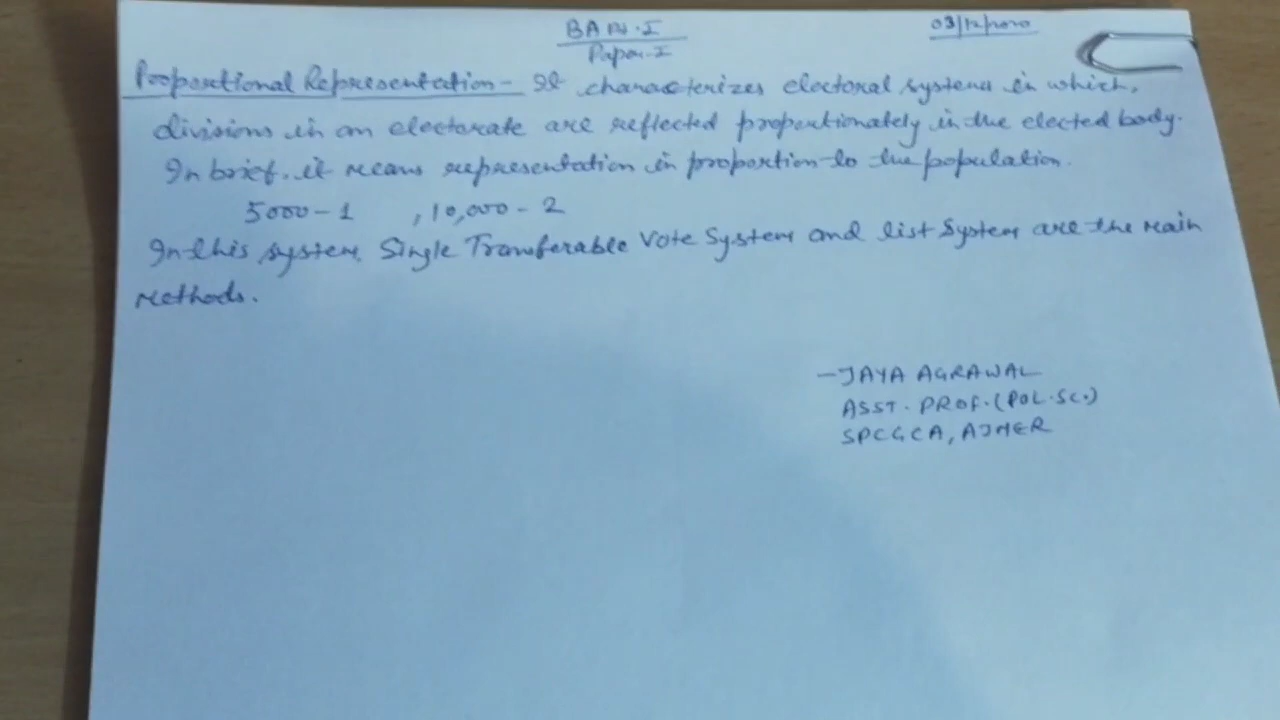 BA Pt. I
03/12/2020
Paper-I
Proportional Representation - It characterizes electoral systems in which,
divisions in an electorate are reflected proportionately in the elected body.
In brief, it means representation in proportion to the population.
5000-1 , 10,000-2
In this system, Single Transferable Vote System and list System are the main
methods.
- JAYA AGRAWAL
ASST. PROF. (POL. SC.)
SPCGCA, AJMER